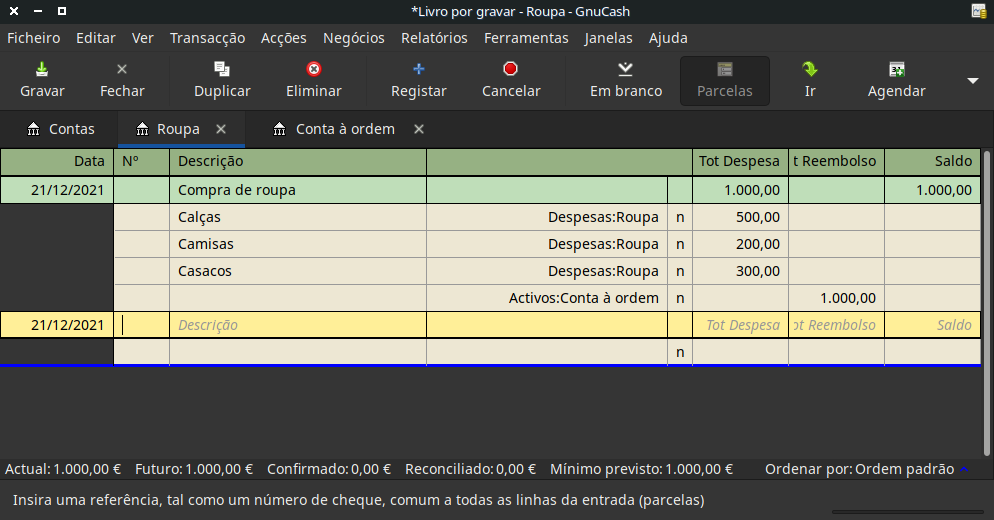 *Livro por gravar - Roupa - GnuCash
Ficheiro Editar Ver Transacção Acções Negócios Relatórios Ferramentas Janelas Ajuda
Gravar Fechar Duplicar Eliminar Registar Cancelar Em branco Parcelas Ir Agendar
Contas Roupa Conta à ordem
Data Nº Descrição Tot Despesa t Reembolso Saldo
21/12/2021 Compra de roupa 1.000,00 1.000,00
Calças Despesas:Roupa n 500,00
Camisas Despesas:Roupa n 200,00
Casacos Despesas:Roupa n 300,00
Activos:Conta à ordem n 1.000,00
21/12/2021 Descrição Tot Despesa ot Reembolso Saldo
n
Actual: 1.000,00 € Futuro: 1.000,00 € Confirmado: 0,00 € Reconciliado: 0,00 € Mínimo previsto: 1.000,00 € Ordenar por: Ordem padrão
Insira uma referência, tal como um número de cheque, comum a todas as linhas da entrada (parcelas)